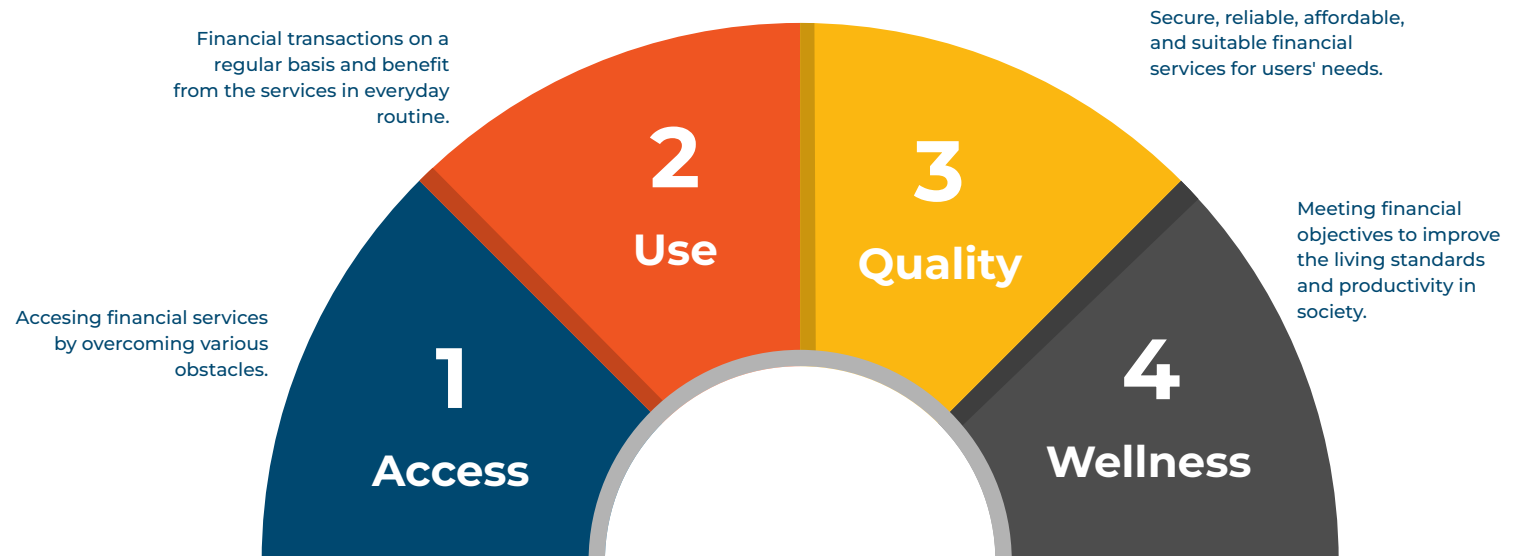 Accesing financial services
by overcoming various
obstacles.
1
Access
Financial transactions on a
regular basis and benefit
from the services in everyday
routine.
2
Use
Secure, reliable, affordable,
and suitable financial
services for users' needs.
3
Quality
Meeting financial
objectives to improve
the living standards
and productivity in
society.
4
Wellness